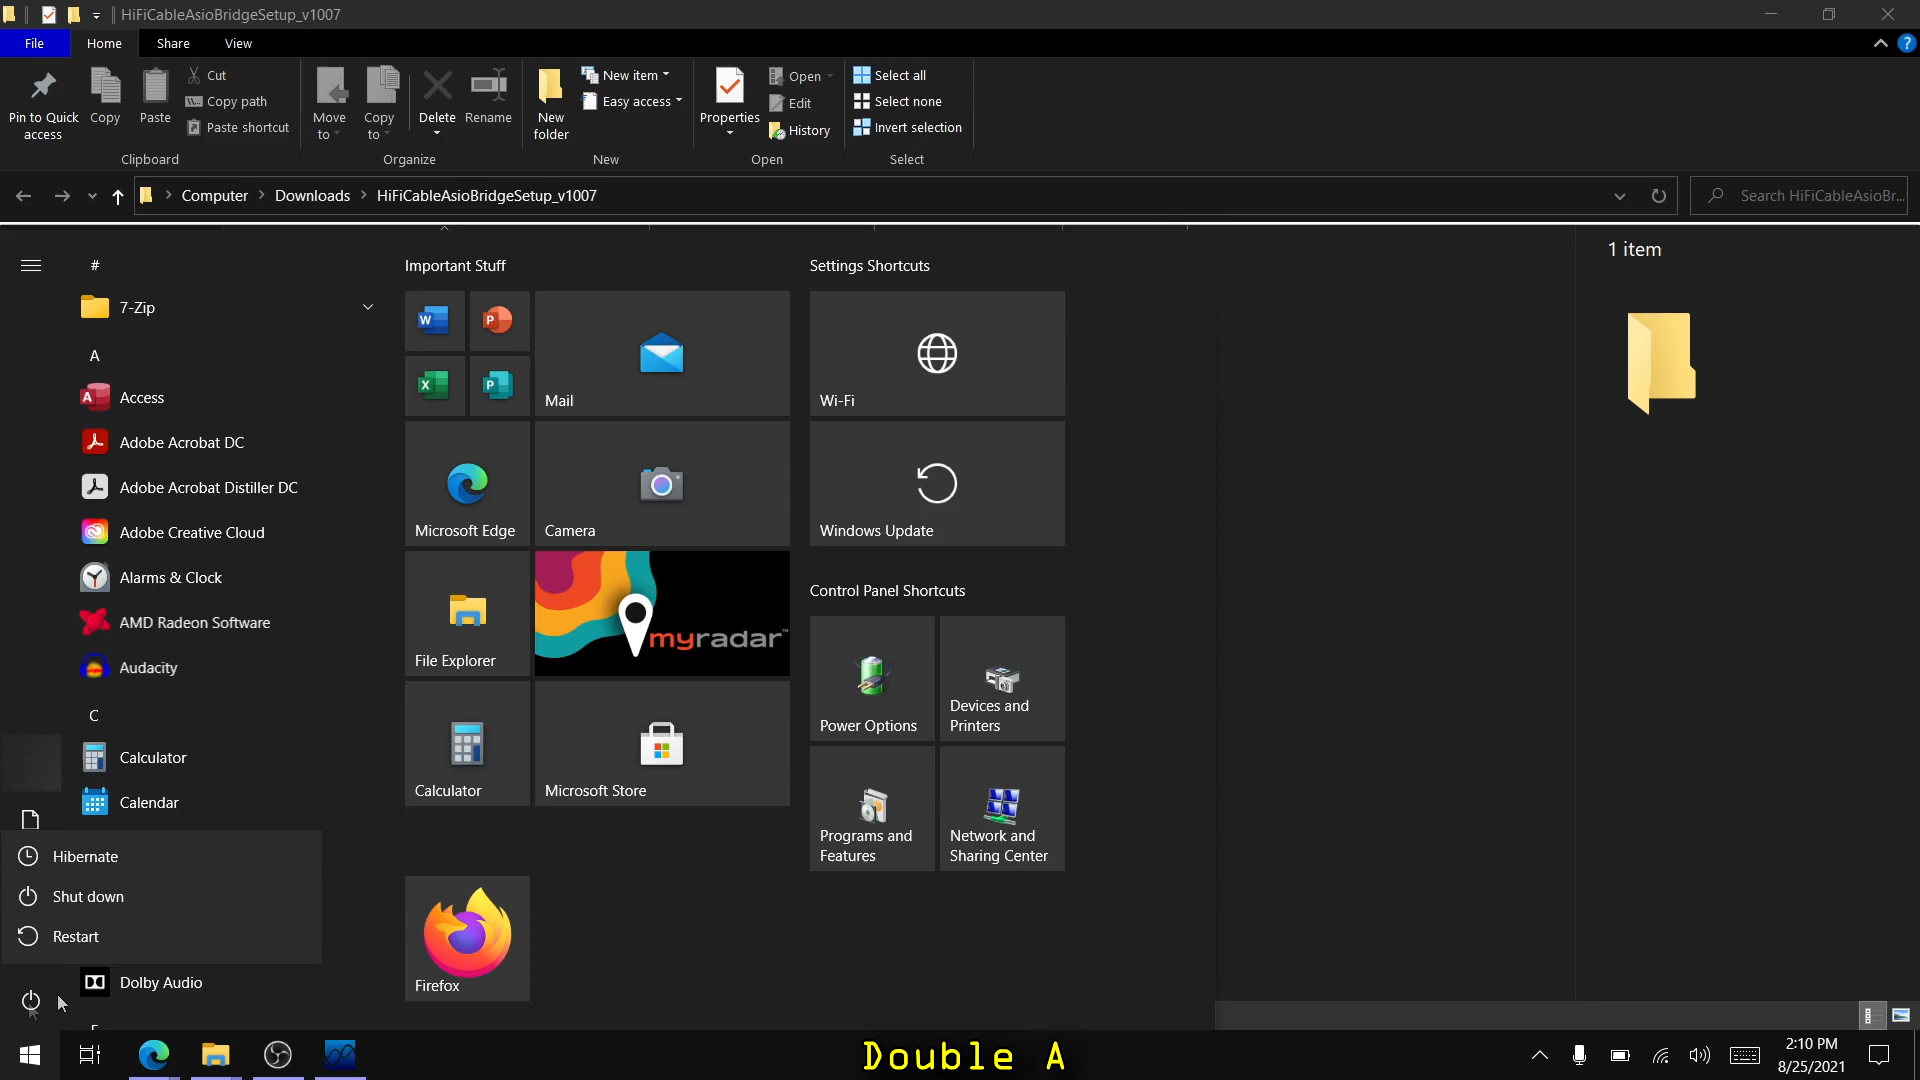 HiFiCableAsioBridgeSetup_v1007
File
Home
Share
View
Pin to Quick access
Copy
Paste
Cut
Copy path
Paste shortcut
Clipboard
Move to
Copy to
Delete
Rename
Organize
New folder
New item
Easy access
New
Properties
Open
Edit
History
Open
Select all
Select none
Invert selection
Select
Computer
Downloads
HiFiCableAsioBridgeSetup_v1007
Search HiFiCableAsioBr...
1 item
#
7-Zip
A
Access
Adobe Acrobat DC
Adobe Acrobat Distiller DC
Adobe Creative Cloud
Alarms & Clock
AMD Radeon Software
Audacity
C
Calculator
Calendar
Hibernate
Shut down
Restart
Dolby Audio
Important Stuff
Mail
Microsoft Edge
Camera
File Explorer
myradar™
Calculator
Microsoft Store
Firefox
Settings Shortcuts
Wi-Fi
Windows Update
Control Panel Shortcuts
Power Options
Devices and Printers
Programs and Features
Network and Sharing Center
Double A
2:10 PM
8/25/2021